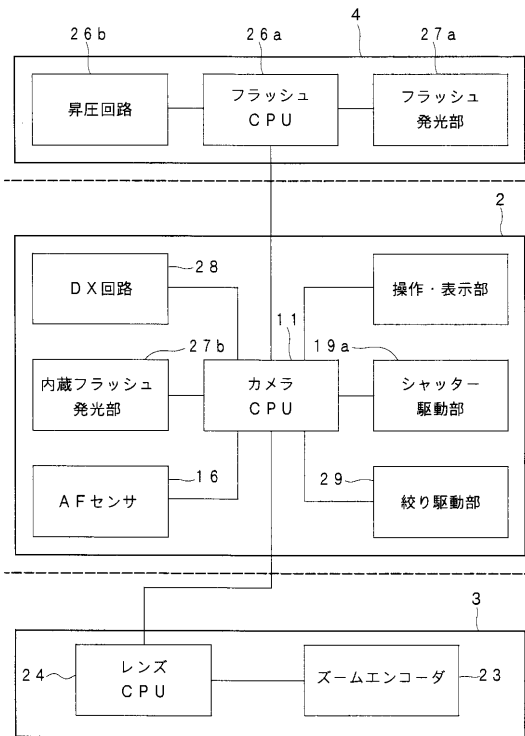 26b 26a 4 27a
昇圧回路
フラッシュ
CPU
フラッシュ
発光部
2
DX回路
28
操作・表示部
27b
11
19a
内蔵フラッシュ
発光部
カメラ
CPU
シャッター
駆動部
AFセンサ
16
29
絞り駆動部
3
24
レンズ
CPU
ズームエンコーダ
23